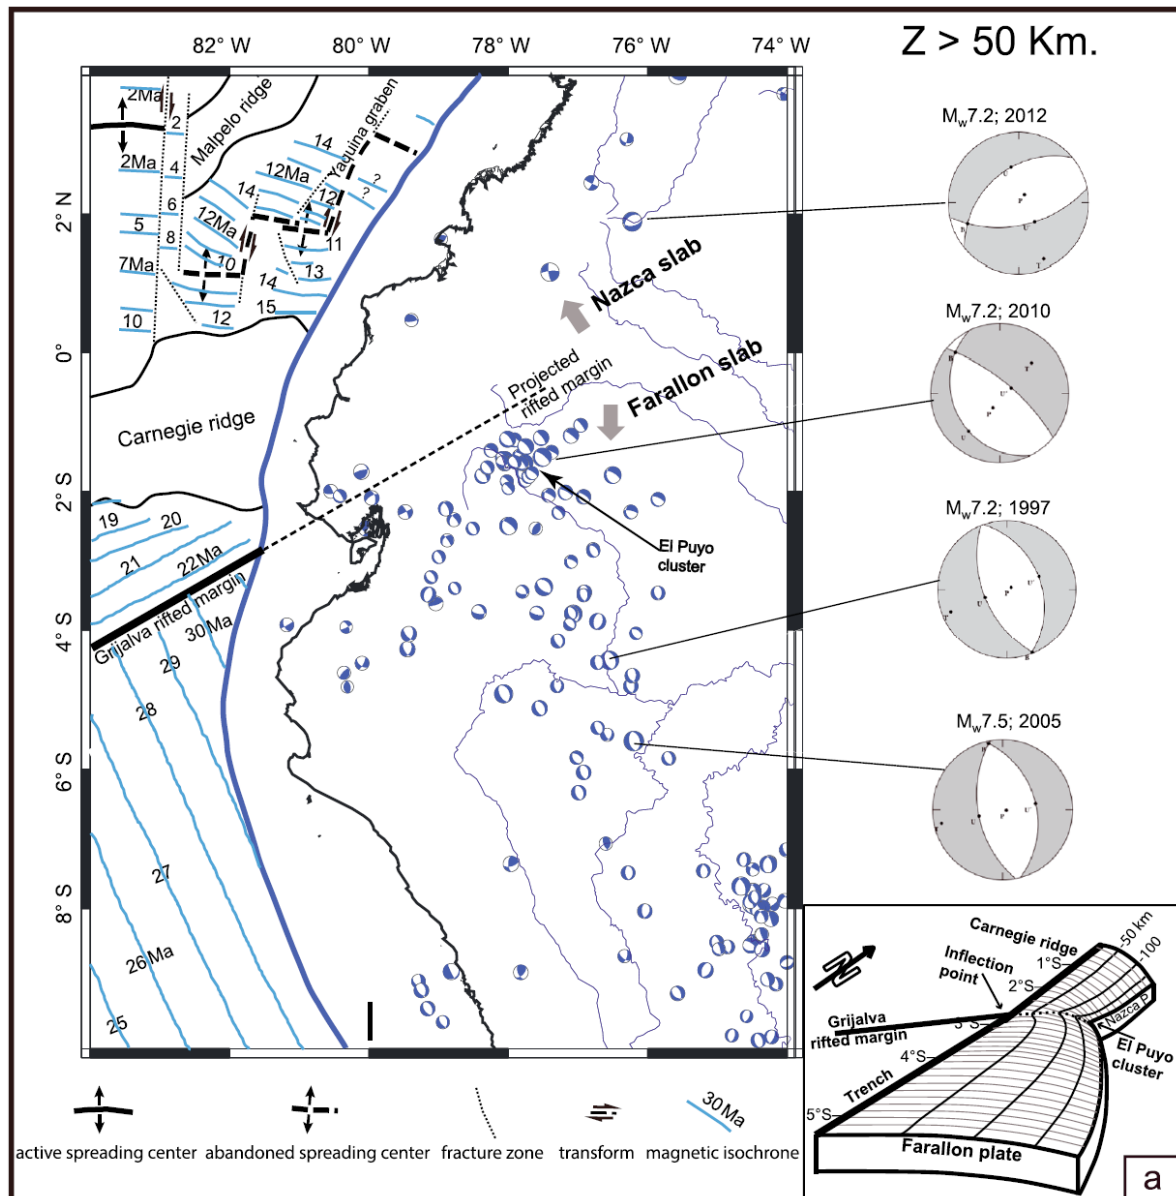 82° W 80° W 78° W 76° W 74° W
Z > 50 Km.
2° N
0°
2° S
4° S
6° S
8° S
2Ma
2
Malpelo ridge
2Ma
4
6
5
8
7Ma
10
14
Yaquina graben
12Ma
14
12
?
?
12Ma
10
11
13
14
15
12
Carnegie ridge
Nazca slab
Projected
rifted margin
Farallon slab
El Puyo
cluster
19
20
21
22Ma
Grijalva rifted margin
30 Ma
29
28
27
26 Ma
25
Mw7.2; 2012
U
P
B
U'
T
Mw7.2; 2010
B
T
U'
P
U
Mw7.2; 1997
U'
P
U
T
B
Mw7.5; 2005
B
P
U'
U
T
N
Carnegie ridge
-50 km
-100
Inflection
point
1°S
2°S
Nazca P.
Grijalva
rifted margin
3°S
El Puyo
cluster
4°S
Trench
5°S
Farallon plate
30 Ma
active spreading center abandoned spreading center fracture zone transform magnetic isochrone
a